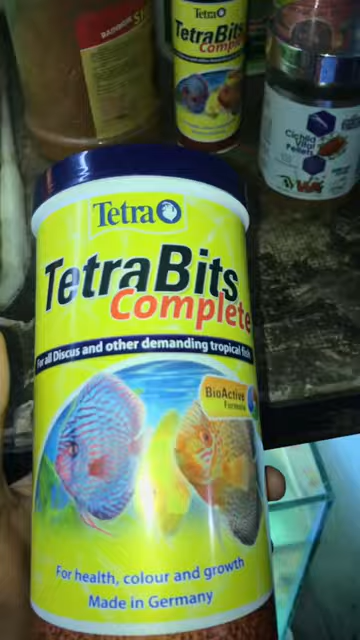 Tetra
TetraBits
Complete
Cichlid
Vital
Pellets
Tetra
TetraBits
Complete
For all Discus and other demanding tropical fish
BioActive
Formula
For health, colour and growth
Made in Germany